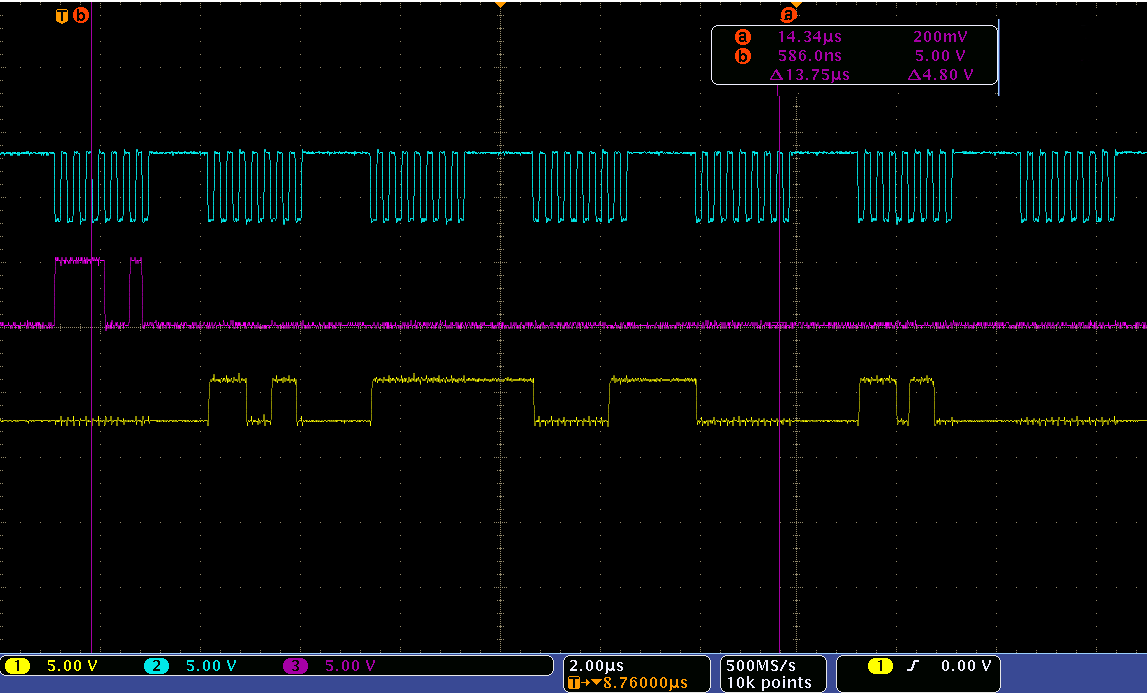 T b a
a 14.34µs 200mV
b 586.0ns 5.00 V
Δ13.75µs Δ4.80 V
1 5.00 V 2 5.00 V 3 5.00 V
2.00µs
T→▼8.76000µs
500MS/s
10k points
1 ʃ 0.00 V